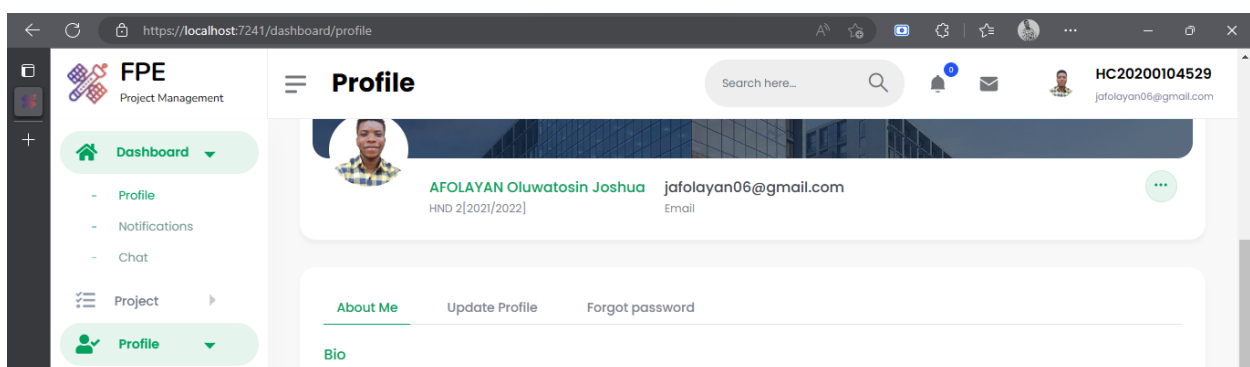 https://localhost:7241/dashboard/profile
FPE
Project Management
Profile
Search here...
0
HC20200104529
jafolayan06@gmail.com
Dashboard
- Profile
- Notifications
- Chat
Project
Profile
AFOLAYAN Oluwatosin Joshua jafolayan06@gmail.com
HND 2[2021/2022] Email
About Me Update Profile Forgot password
Bio